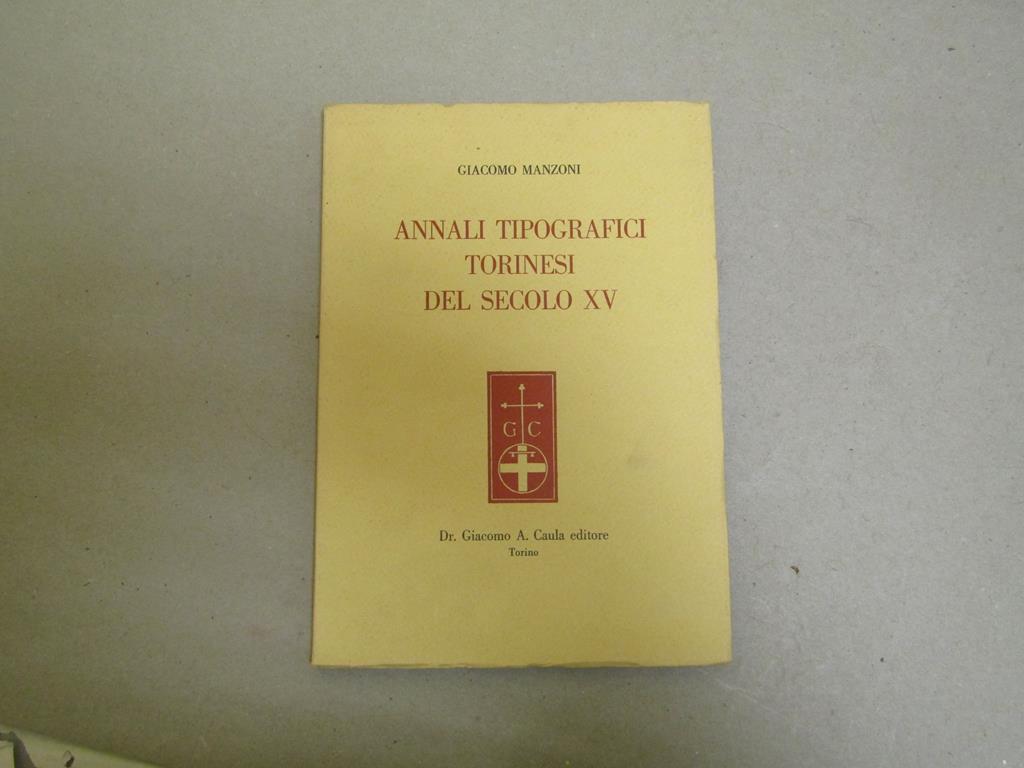 GIACOMO MANZONI
ANNALI TIPOGRAFICI
TORINESI
DEL SECOLO XV
G C
Dr. Giacomo A. Caula editore
Torino